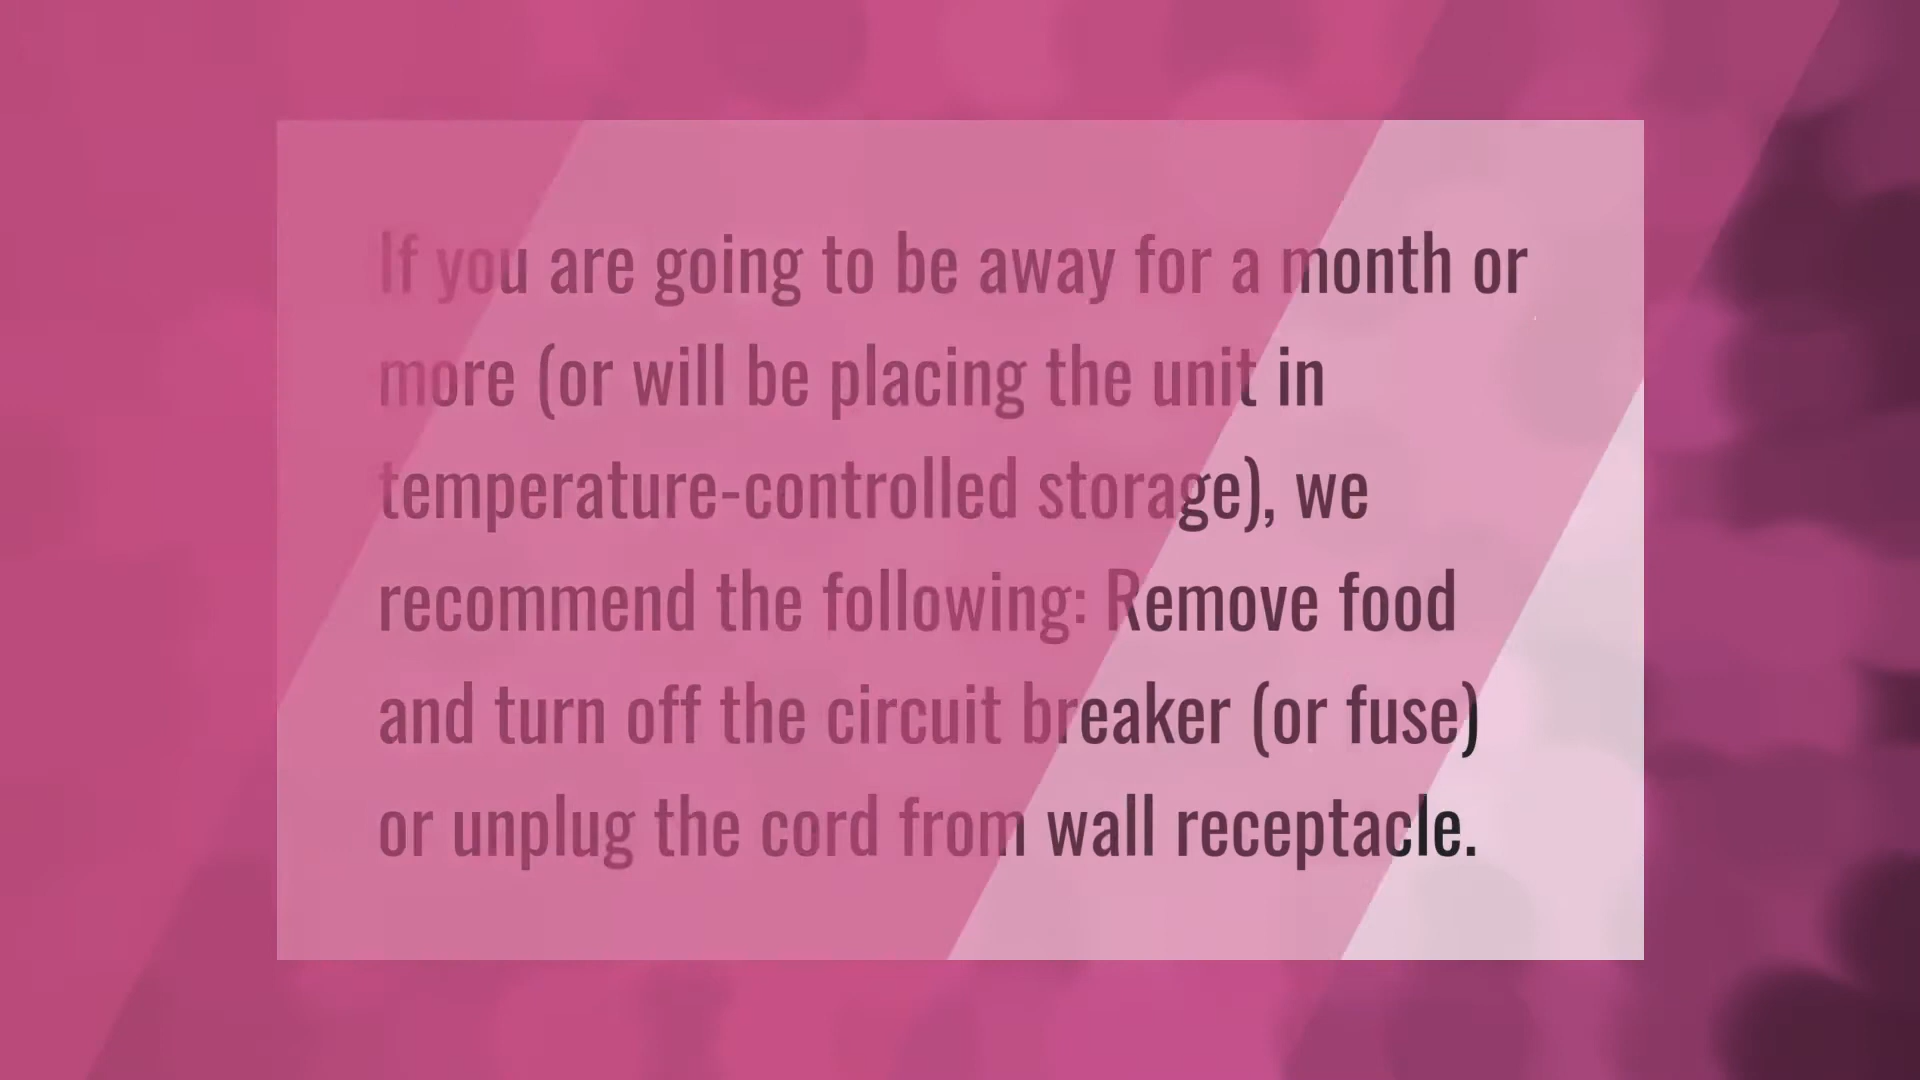 If you are going to be away for a month or
more (or will be placing the unit in
temperature-controlled storage), we
recommend the following: Remove food
and turn off the circuit breaker (or fuse)
or unplug the cord from wall receptacle.